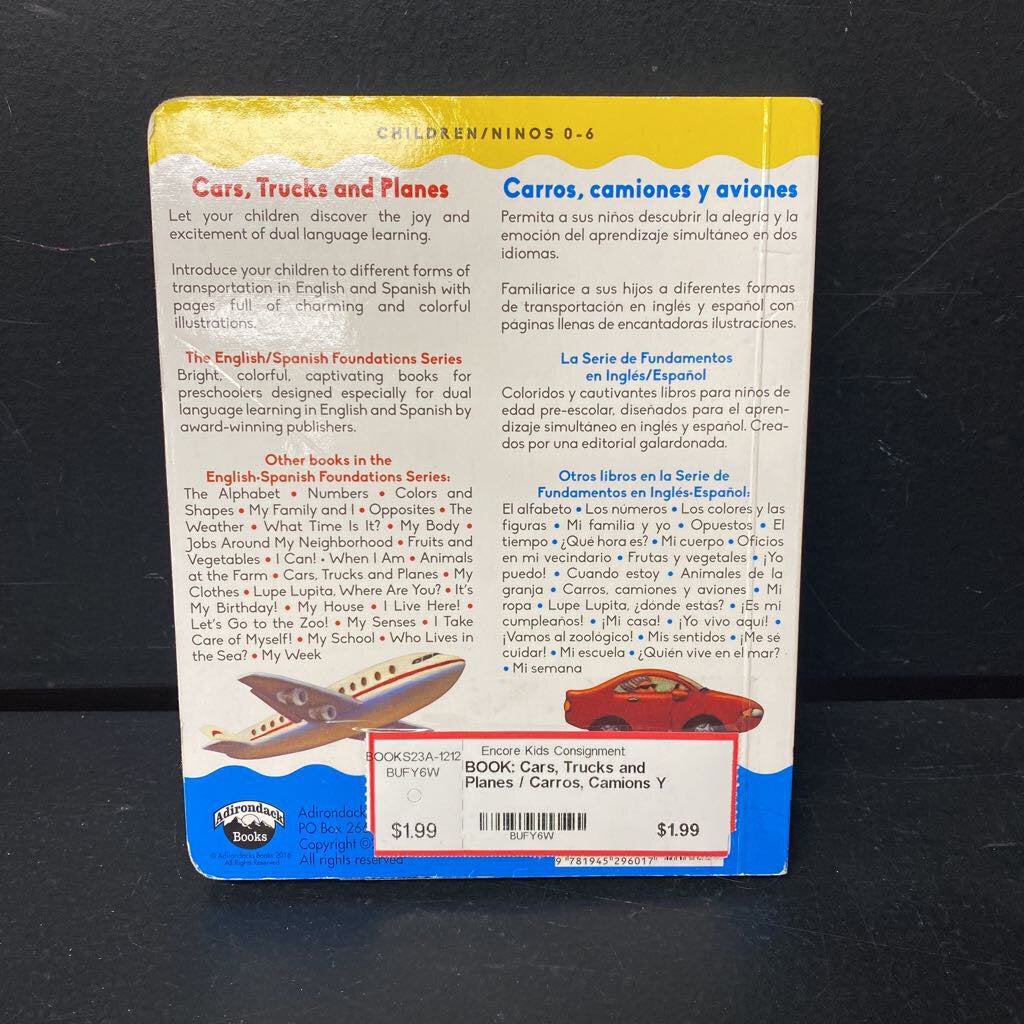 CHILDREN/NINOS 0-6
Cars, Trucks and Planes
Let your children discover the joy and
excitement of dual language learning.
Introduce your children to different forms of
transportation in English and Spanish with
pages full of charming and colorful
illustrations.
The English/Spanish Foundations Series
Bright, colorful, captivating books for
preschoolers designed especially for dual
language learning in English and Spanish by
award-winning publishers.
Other books in the
English•Spanish Foundations Series:
The Alphabet • Numbers • Colors and
Shapes • My Family and I • Opposites • The
Weather • What Time Is It? • My Body •
Jobs Around My Neighborhood • Fruits and
Vegetables • I Can! • When I Am • Animals
at the Farm • Cars, Trucks and Planes • My
Clothes • Lupe Lupita, Where Are You? • It's
My Birthday! • My House • I Live Here! •
Let's Go to the Zoo! • My Senses • I Take
Care of Myself! • My School • Who Lives in
the Sea? • My Week
Carros, camiones y aviones
Permita a sus niños descubrir la alegría y la
emoción del aprendizaje simultáneo en dos
idiomas.
Familiarice a sus hijos a diferentes formas
de transportación en inglés y español con
páginas llenas de encantadoras ilustraciones.
La Serie de Fundamentos
en Inglés/Español
Coloridos y cautivantes libros para niños de
edad pre-escolar, diseñados para el apren-
dizaje simultáneo en inglés y español. Crea-
dos por una editorial galardonada.
Otros libros en la Serie de
Fundamentos en Inglés•Español:
El alfabeto • Los números • Los colores y las
figuras • Mi familia y yo • Opuestos • El
tiempo • ¿Qué hora es? • Mi cuerpo • Oficios
en mi vecindario • Frutas y vegetales • ¡Yo
puedo! • Cuando estoy • Animales de la
granja • Carros, camiones y aviones • Mi
ropa • Lupe Lupita, ¿dónde estás? • ¡Es mi
cumpleaños! • ¡Mi casa! • ¡Yo vivo aquí! •
¡Vamos al zoológico! • Mis sentidos • ¡Me sé
cuidar! • Mi escuela • ¿Quién vive en el mar?
• Mi semana
Adirondack
Books
© Adirondack Books 2016
All Rights Reserved
Adirondack
PO Box 26
Copyright ©
All rights reserved
BOOKS23A-1212
BUFY6W
$1.99
Encore Kids Consignment
BOOK: Cars, Trucks and
Planes / Carros, Camions Y
BUFY6W
$1.99
9 781945 296017